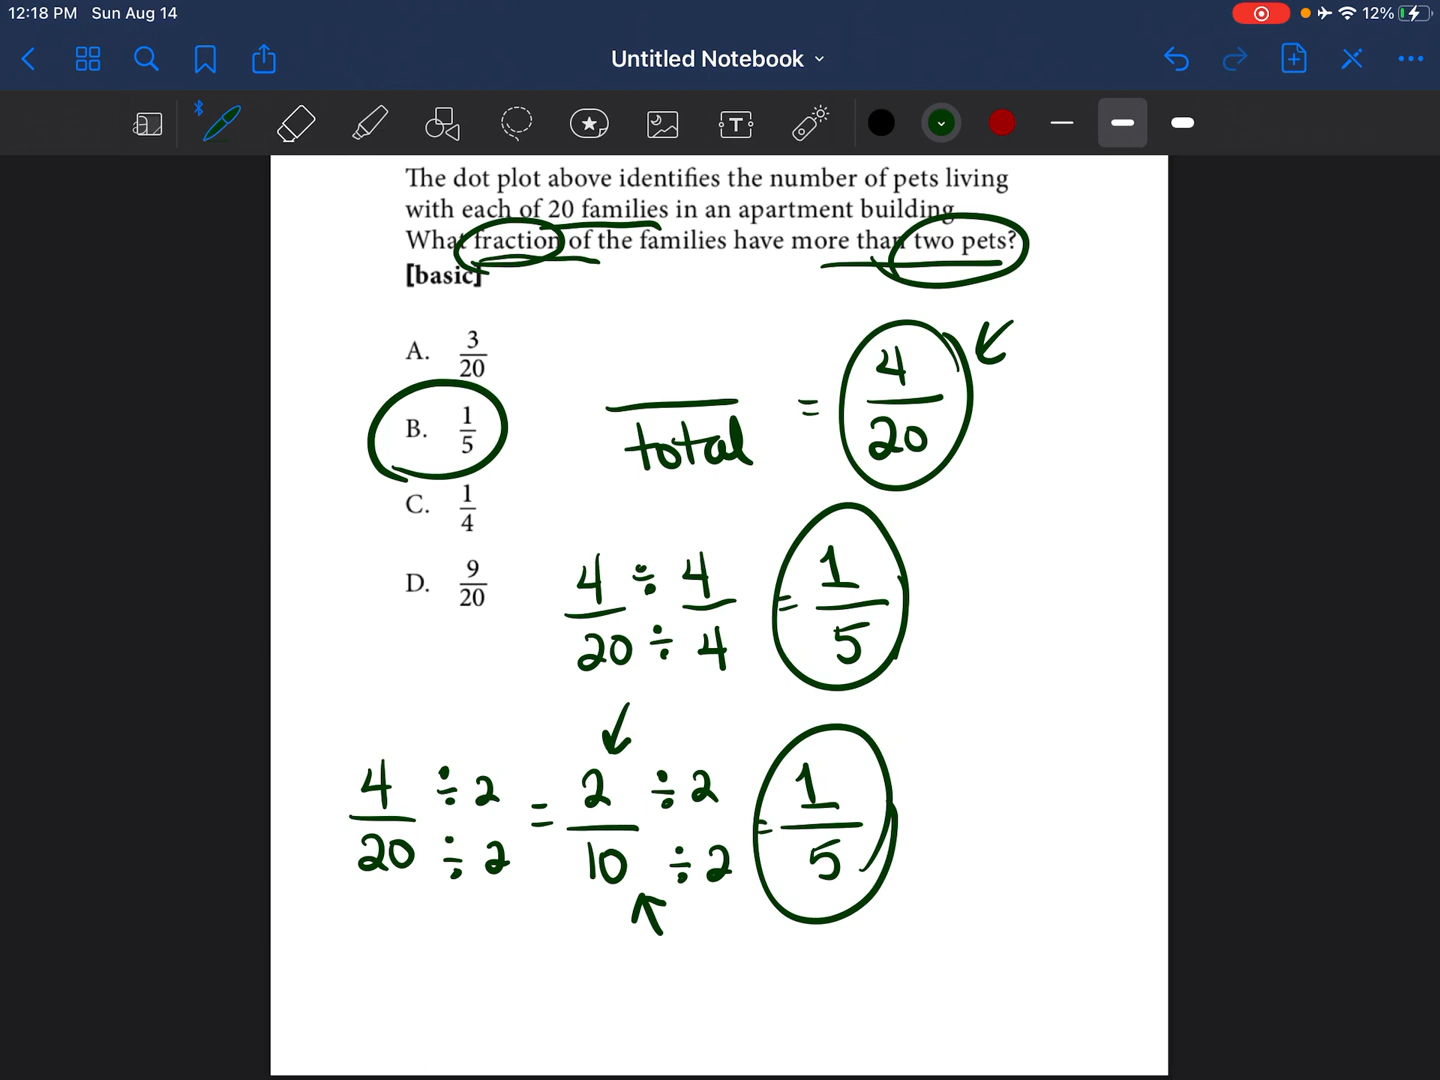 12:18 PM Sun Aug 14
12%
Untitled Notebook
T
The dot plot above identifies the number of pets living
with each of 20 families in an apartment building.
What fraction of the families have more than two pets?
[basic]
A. 3/20
B. 1/5
C. 1/4
D. 9/20
total = 4/20
4 ÷ 4 / 20 ÷ 4 = 1/5
4 ÷2 / 20 ÷2 = 2 ÷2 / 10 ÷2 = 1/5